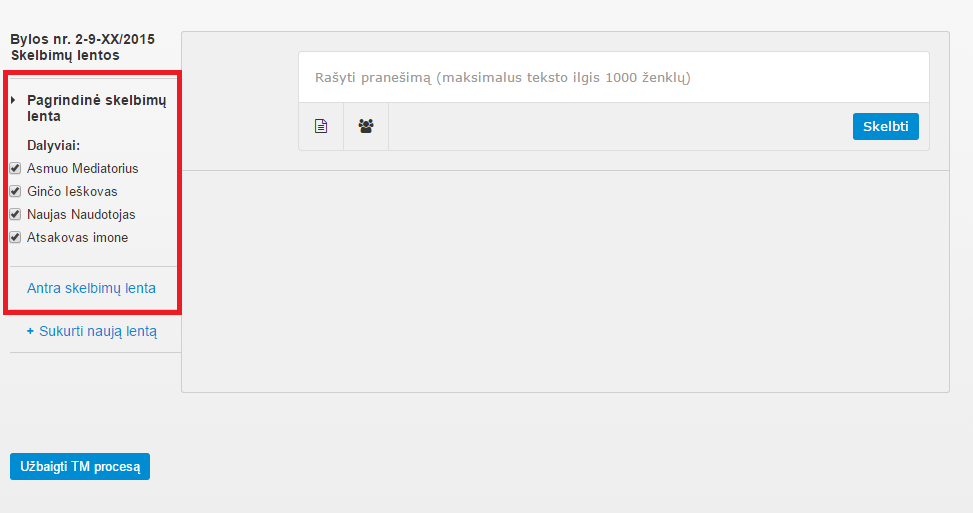 Bylos nr. 2-9-XX/2015
Skelbimų lentos
Pagrindinė skelbimų
lenta
Dalyviai:
Asmuo Mediatorius
Ginčo Ieškovas
Naujas Naudotojas
Atsakovas imone
Antra skelbimų lenta
+ Sukurti naują lentą
Rašyti pranešimą (maksimalus teksto ilgis 1000 ženklų)
Skelbti
Užbaigti TM procesą